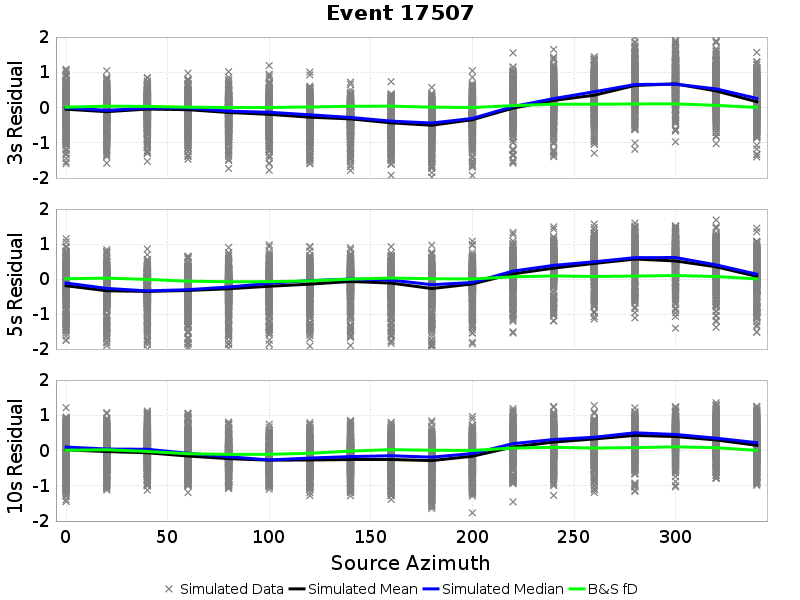 Event 17507
3s Residual
2
1
0
-1
-2
5s Residual
2
1
0
-1
-2
10s Residual
2
1
0
-1
-2
0 50 100 150 200 250 300
Source Azimuth
Simulated Data Simulated Mean Simulated Median B&S fD